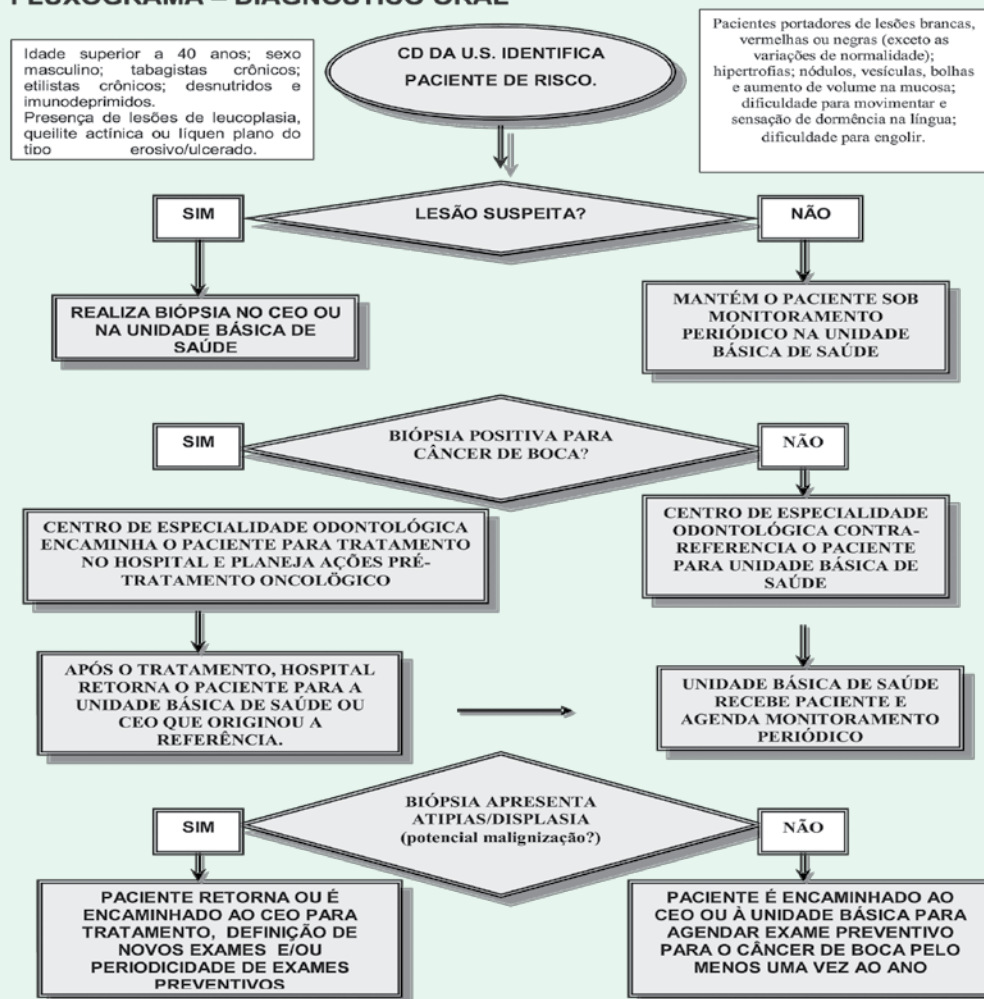 FLUXOGRAMA – DIAGNÓSTICO ORAL
Idade superior a 40 anos; sexo
masculino; tabagistas crônicos;
etilistas crônicos; desnutridos e
imunodeprimidos.
Presença de lesões de leucoplasia,
queilite actínica ou líquen plano do
tipo erosivo/ulcerado.
CD DA U.S. IDENTIFICA
PACIENTE DE RISCO.
Pacientes portadores de lesões brancas,
vermelhas ou negras (exceto as
variações de normalidade);
hipertrofias; nódulos, vesículas, bolhas
e aumento de volume na mucosa;
dificuldade para movimentar e
sensação de dormência na língua;
dificuldade para engolir.
SIM
LESÃO SUSPEITA?
NÃO
REALIZA BIÓPSIA NO CEO OU
NA UNIDADE BÁSICA DE
SAÚDE
MANTÉM O PACIENTE SOB
MONITORAMENTO
PERIÓDICO NA UNIDADE
BÁSICA DE SAÚDE
SIM
BIÓPSIA POSITIVA PARA
CÂNCER DE BOCA?
NÃO
CENTRO DE ESPECIALIDADE ODONTOLÓGICA
ENCAMINHA O PACIENTE PARA TRATAMENTO
NO HOSPITAL E PLANEJA AÇÕES PRÉ-
TRATAMENTO ONCOLÖGICO
CENTRO DE ESPECIALIDADE
ODONTOLÓGICA CONTRA-
REFERENCIA O PACIENTE
PARA UNIDADE BÁSICA DE
SAÚDE
APÓS O TRATAMENTO, HOSPITAL
RETORNA O PACIENTE PARA A
UNIDADE BÁSICA DE SAÚDE OU
CEO QUE ORIGINOU A
REFERÊNCIA.
UNIDADE BÁSICA DE SAÚDE
RECEBE PACIENTE E
AGENDA MONITORAMENTO
PERIÓDICO
SIM
BIÓPSIA APRESENTA
ATIPIAS/DISPLASIA
(potencial malignização?)
NÃO
PACIENTE RETORNA OU É
ENCAMINHADO AO CEO PARA
TRATAMENTO, DEFINIÇÃO DE
NOVOS EXAMES E/OU
PERIODICIDADE DE EXAMES
PREVENTIVOS
PACIENTE É ENCAMINHADO AO
CEO OU À UNIDADE BÁSICA PARA
AGENDAR EXAME PREVENTIVO
PARA O CÂNCER DE BOCA PELO
MENOS UMA VEZ AO ANO